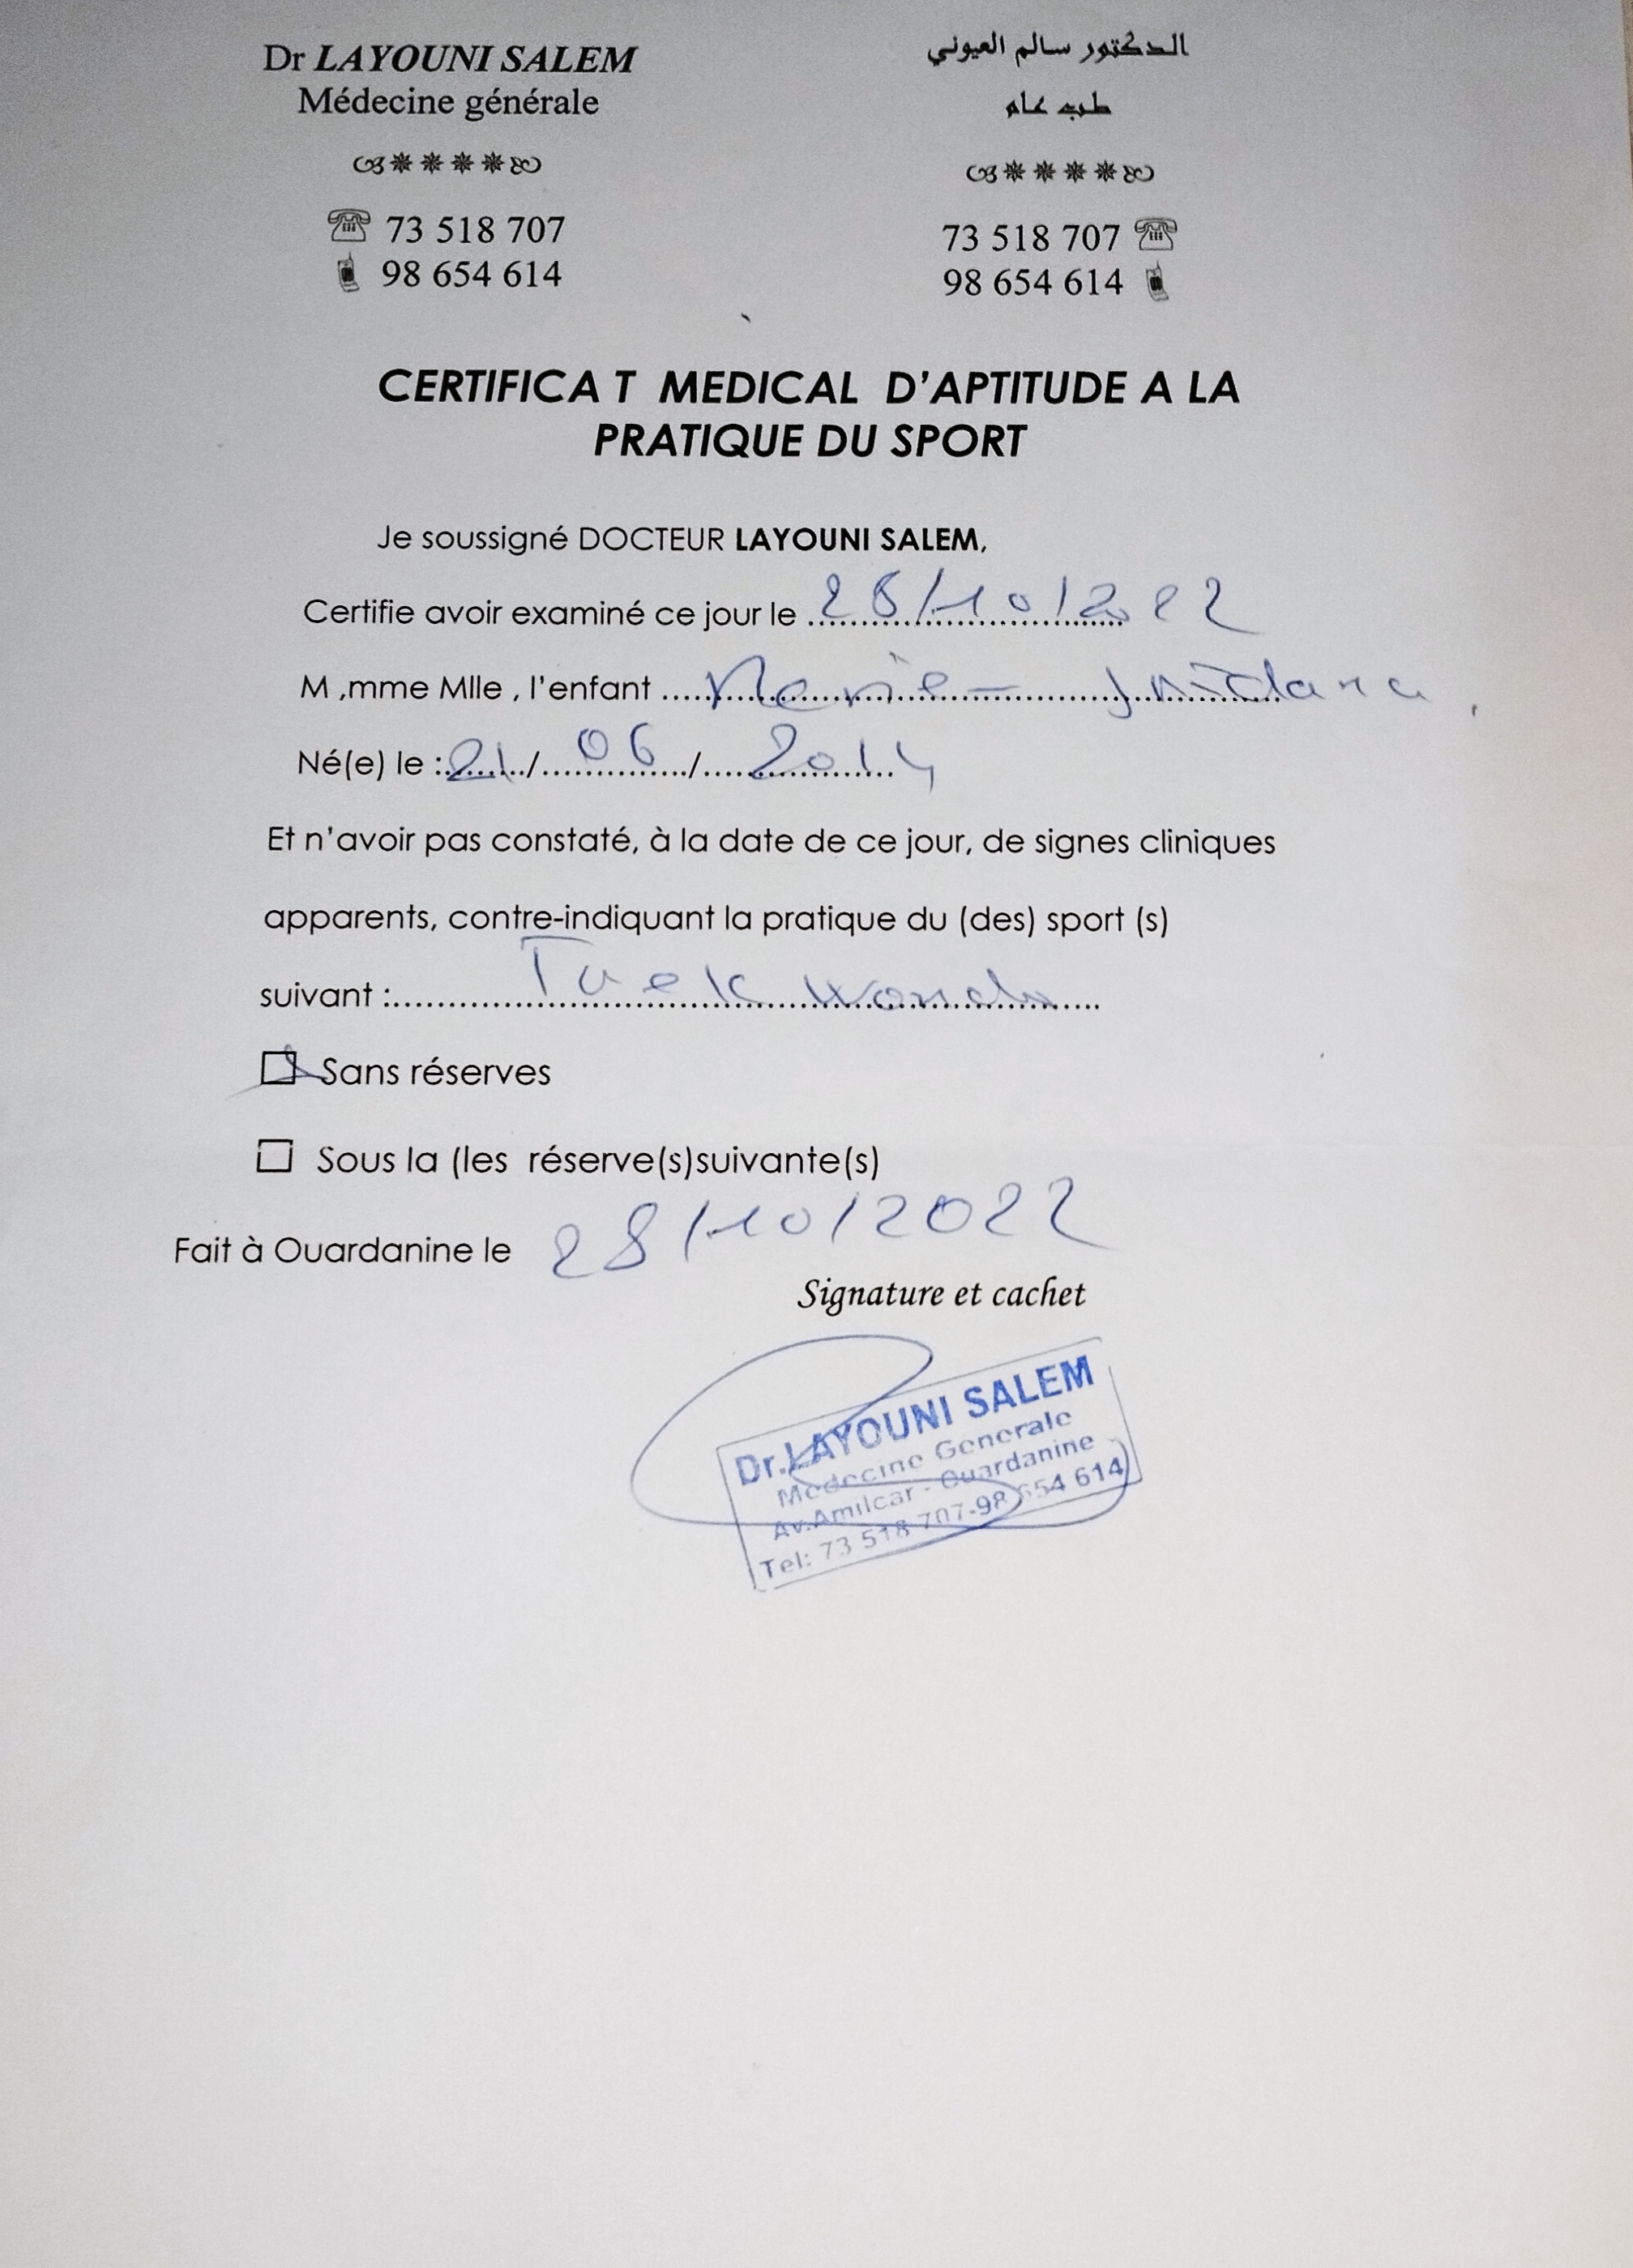 Dr LAYOUNI SALEM
Médecine générale
73 518 707
98 654 614
الدكتور سالم العيوني
طب عام
73 518 707
98 654 614
CERTIFICA T MEDICAL D'APTITUDE A LA
PRATIQUE DU SPORT
Je soussigné DOCTEUR LAYOUNI SALEM,
Certifie avoir examiné ce jour le 28/10/2022
M ,mme Mlle , l'enfant
Né(e) le : 21/ 06 / 2014
Et n'avoir pas constaté, à la date de ce jour, de signes cliniques
apparents, contre-indiquant la pratique du (des) sport (s)
suivant :
Sans réserves
Sous la (les réserve(s)suivante(s)
Fait à Ouardanine le 28/10/2022
Signature et cachet
Dr.LAYOUNI SALEM
Medecine Generale
Av.Amilcar - Ouardanine
Tel: 73 518 707-98 654 614